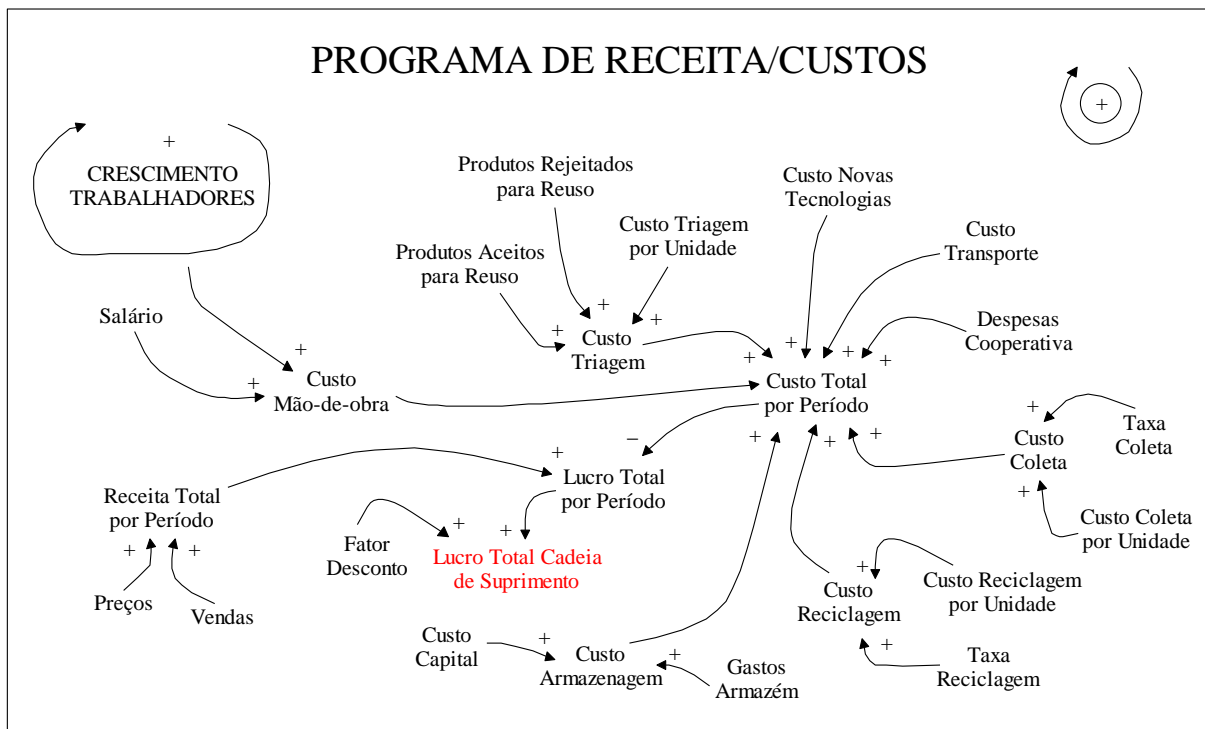 PROGRAMA DE RECEITA/CUSTOS
+
+
CRESCIMENTO
TRABALHADORES
Produtos Rejeitados
para Reuso
Custo Novas
Tecnologias
Custo Triagem
por Unidade
Custo
Transporte
Produtos Aceitos
para Reuso
Salário
+
+
+
Custo
Triagem
Despesas
Cooperativa
+
+
+
+
+
+
Custo
Mão-de-obra
+
Custo Total
por Período
+
Taxa
Coleta
+
Custo
Coleta
+
+
+
−
+
Lucro Total
por Período
Receita Total
por Período
+
Custo Coleta
por Unidade
+
+
+
+
Fator
Desconto
Lucro Total Cadeia
de Suprimento
Preços
Vendas
+
Custo
Reciclagem
Custo Reciclagem
por Unidade
+
Custo
Capital
+
Custo
Armazenagem
+
Gastos
Armazém
Taxa
Reciclagem